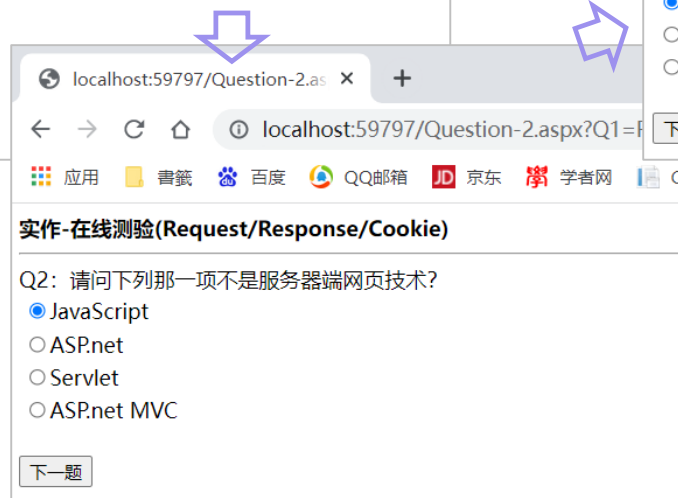 localhost:59797/Question-2.as
localhost:59797/Question-2.aspx?Q1=
应用 書籤 百度 QQ邮箱 JD 京东 學 学者网
实作-在线测验(Request/Response/Cookie)
Q2：请问下列那一项不是服务器端网页技术？
JavaScript
ASP.net
Servlet
ASP.net MVC
下一题
下